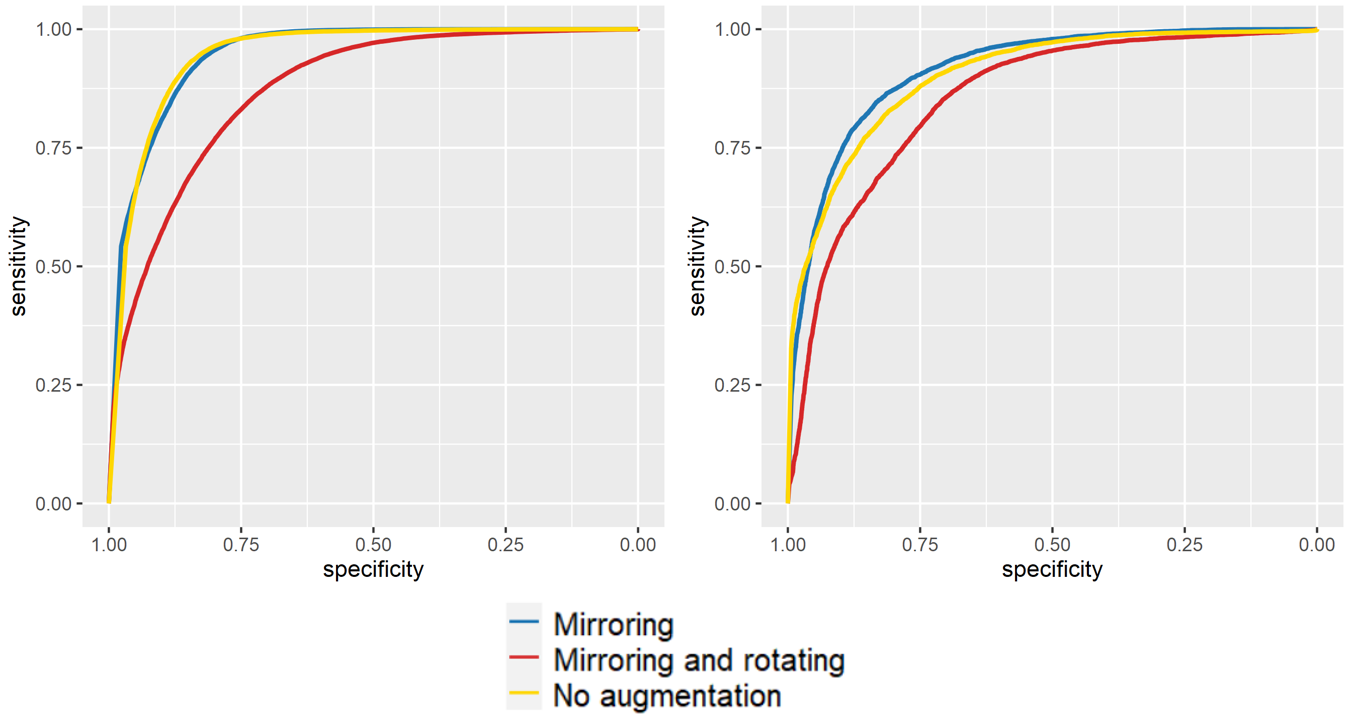 1.00
0.75
0.50
0.25
0.00
sensitivity
1.00 0.75 0.50 0.25 0.00
specificity
1.00
0.75
0.50
0.25
0.00
sensitivity
1.00 0.75 0.50 0.25 0.00
specificity
Mirroring
Mirroring and rotating
No augmentation